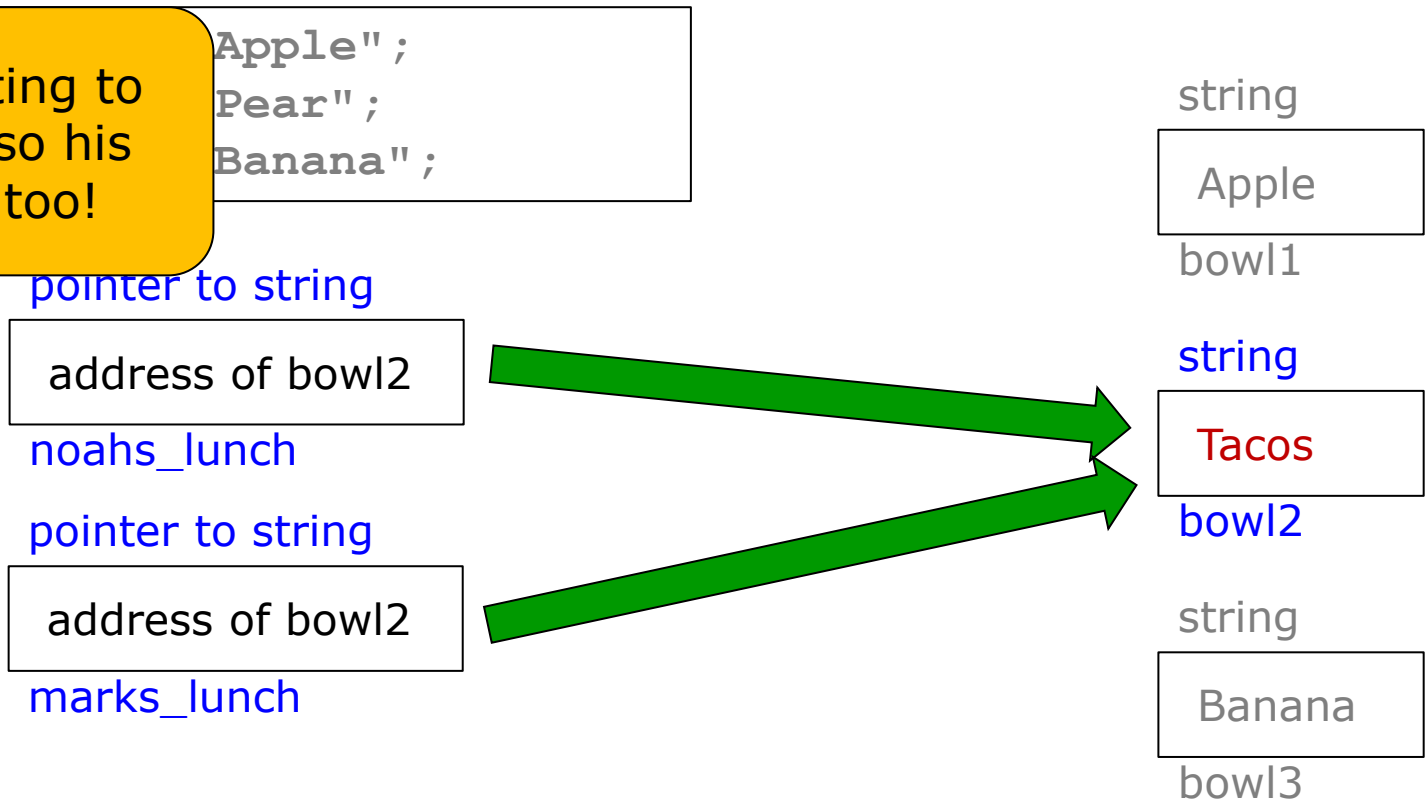 ting to
so his
too!
Apple";
Pear";
Banana";
pointer to string
address of bowl2
noahs_lunch
pointer to string
address of bowl2
marks_lunch
string
Apple
bowl1
string
Tacos
bowl2
string
Banana
bowl3